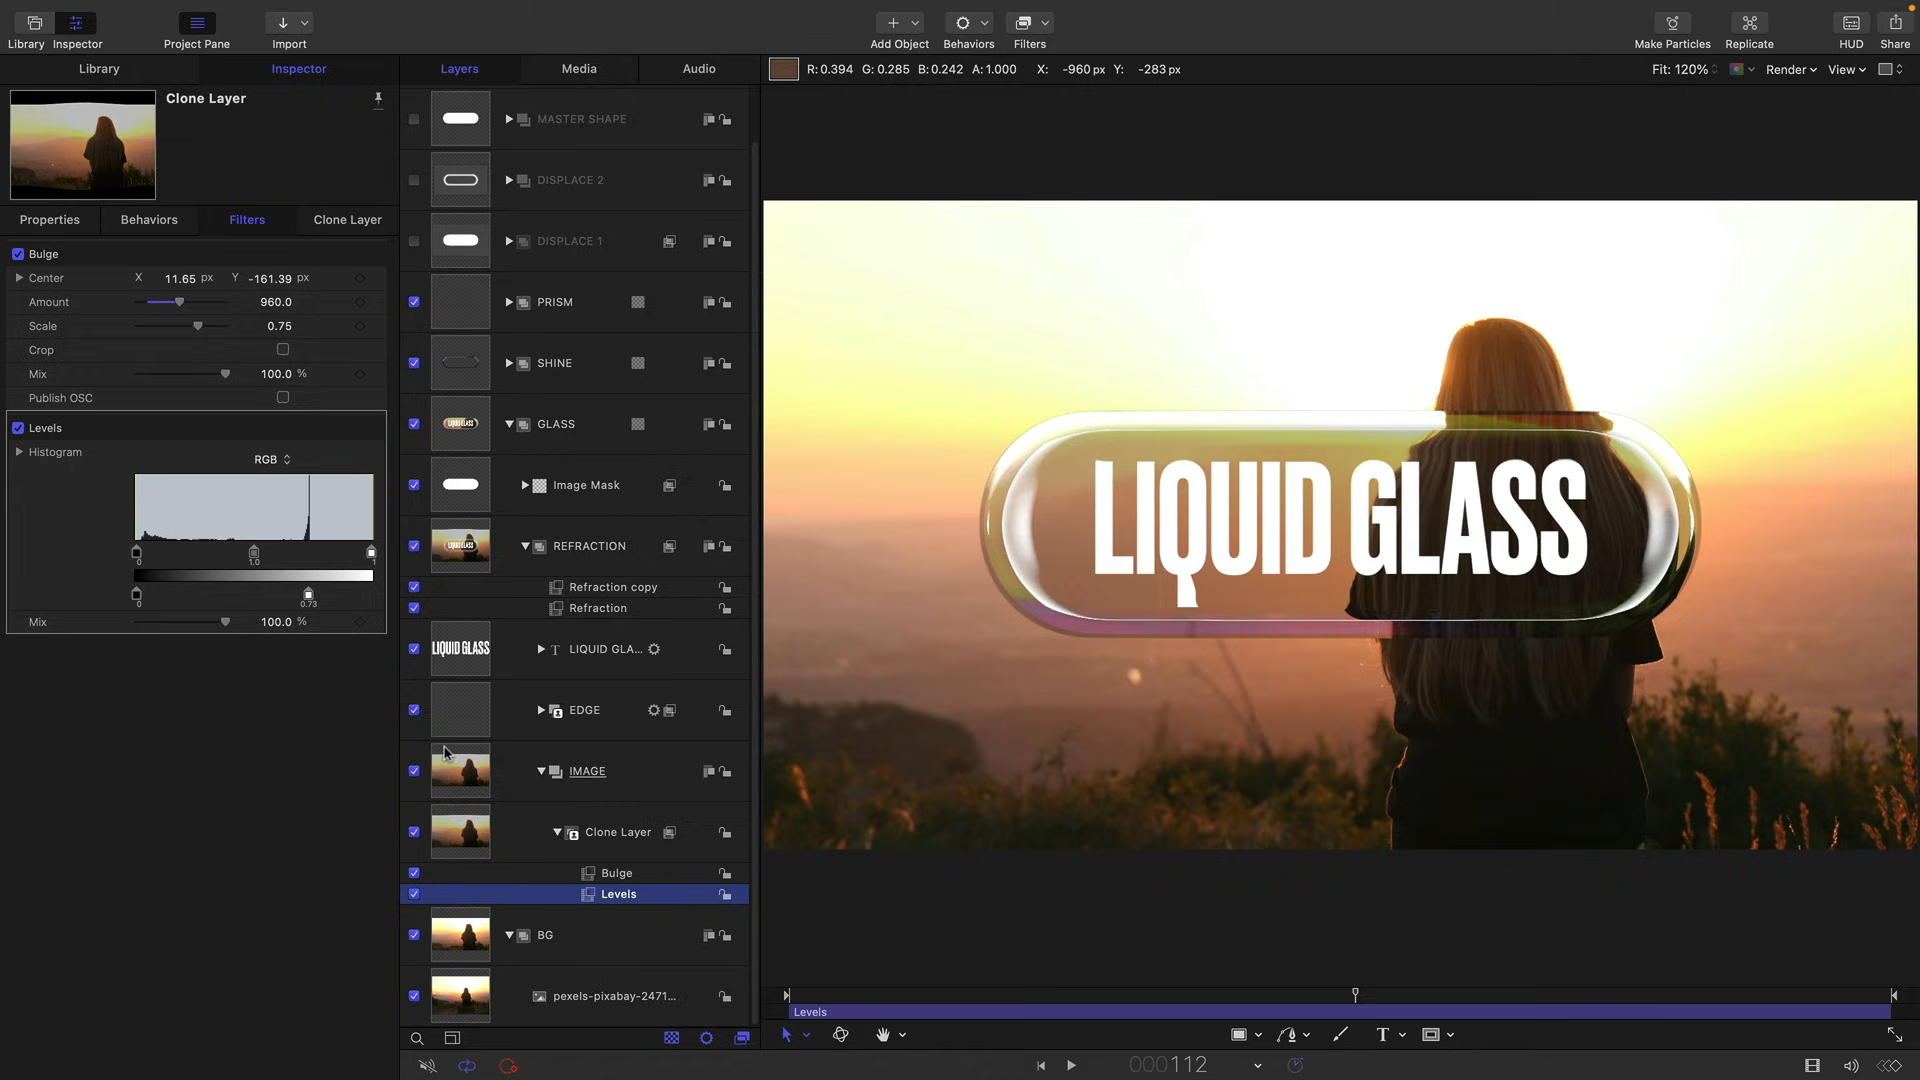 Library Inspector Project Pane Import Add Object Behaviors Filters Make Particles Replicate HUD Share
Library Inspector Layers Media Audio R: 0.394 G: 0.285 B: 0.242 A: 1.000 X: -960 px Y: -283 px Fit: 120% Render View
Clone Layer
Properties Behaviors Filters Clone Layer
Bulge
Center X 11.65 px Y -161.39 px
Amount 960.0
Scale 0.75
Crop
Mix 100.0 %
Publish OSC
Levels
Histogram
RGB
0 1.0 1
0 0.73
Mix 100.0 %
MASTER SHAPE
DISPLACE 2
DISPLACE 1
PRISM
SHINE
GLASS
Image Mask
REFRACTION
Refraction copy
Refraction
LIQUID GLASS
LIQUID GLA...
EDGE
IMAGE
Clone Layer
Bulge
Levels
BG
pexels-pixabay-2471...
LIQUID GLASS
Levels
T
000112